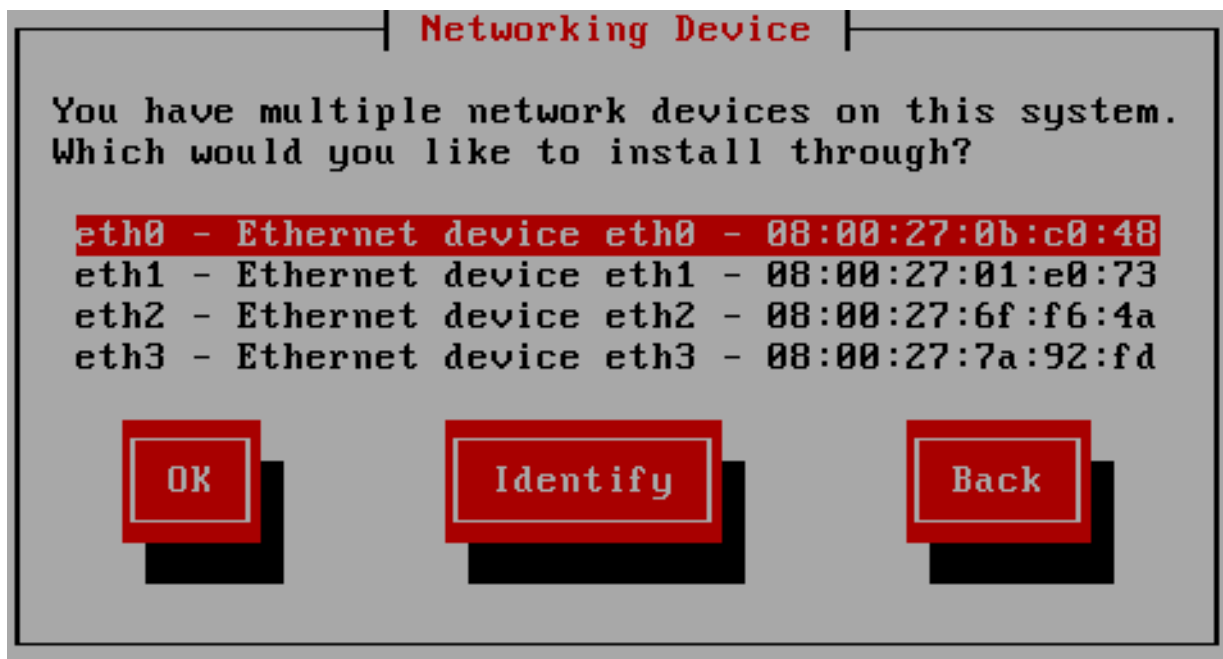 Networking Device
You have multiple network devices on this system.
Which would you like to install through?
eth0 - Ethernet device eth0 - 08:00:27:0b:c0:48
eth1 - Ethernet device eth1 - 08:00:27:01:e0:73
eth2 - Ethernet device eth2 - 08:00:27:6f:f6:4a
eth3 - Ethernet device eth3 - 08:00:27:7a:92:fd
OK Identify Back